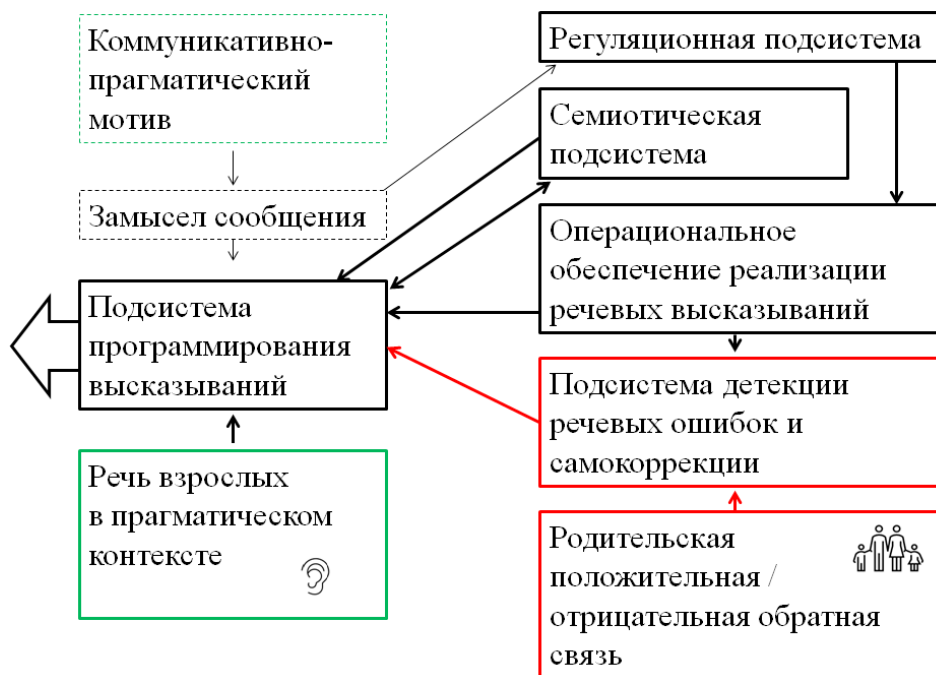 Коммуникативно-
прагматический
мотив
Замысел сообщения
Подсистема
программирования
высказываний
Речь взрослых
в прагматическом
контексте
Регуляционная подсистема
Семиотическая
подсистема
Операциональное
обеспечение реализации
речевых высказываний
Подсистема детекции
речевых ошибок и
самокоррекции
Родительская
положительная /
отрицательная обратная
связь